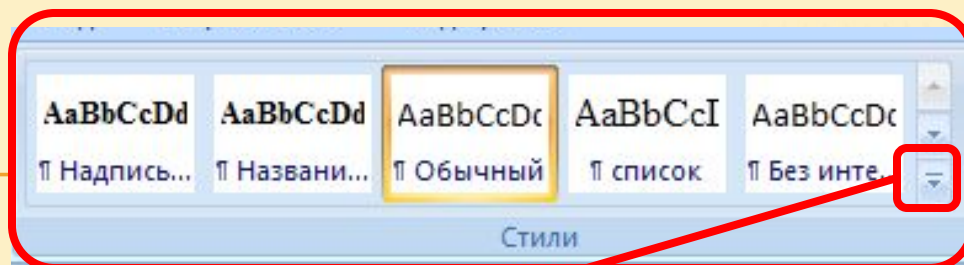 AaBbCcDd AaBbCcDd AaBbCcDc AaBbCcI AaBbCcDc
¶ Надпись... ¶ Названи... ¶ Обычный ¶ список ¶ Без инте...
Стили